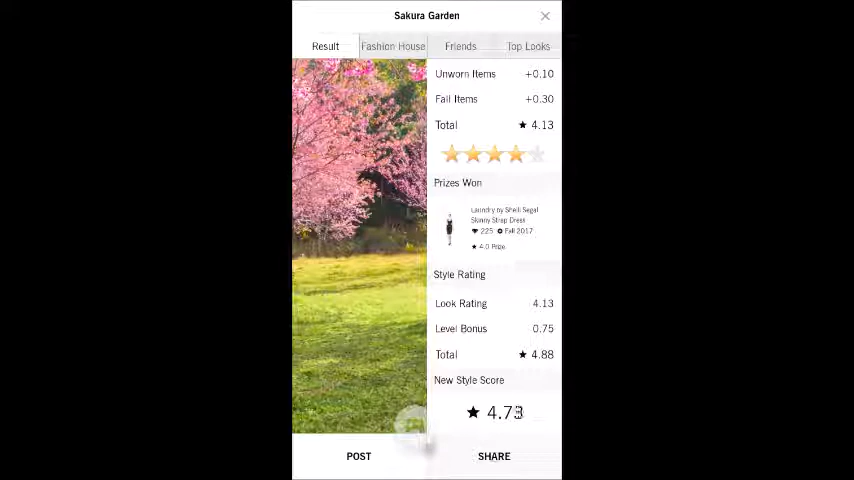 Sakura Garden
Result Fashion House Friends Top Looks
Unworn Items +0.10
Fall Items +0.30
Total ★ 4.13
Prizes Won
Laundry by Shelli Segal
Skinny Strap Dress
225 Fall 2017
★ 4.0 Prize
Style Rating
Look Rating 4.13
Level Bonus 0.75
Total ★ 4.88
New Style Score
★ 4.73
POST SHARE